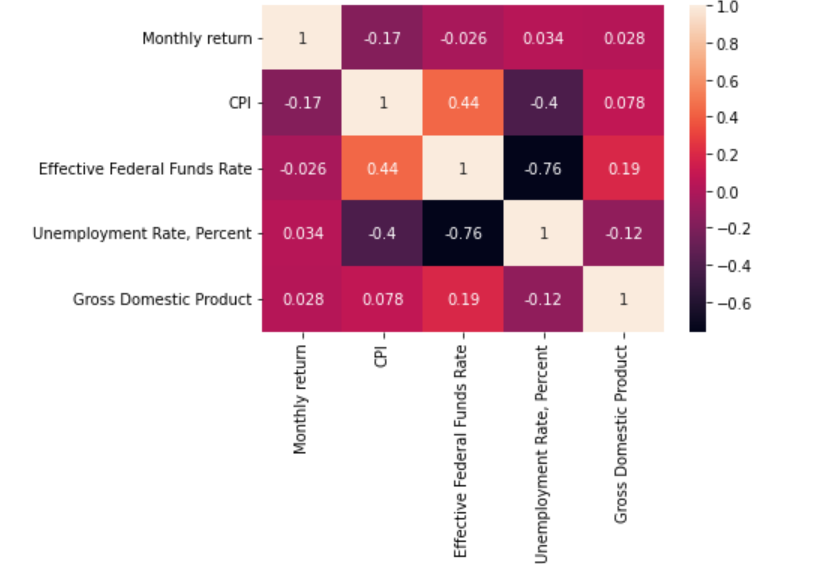 Monthly return 1 -0.17 -0.026 0.034 0.028
CPI -0.17 1 0.44 -0.4 0.078
Effective Federal Funds Rate -0.026 0.44 1 -0.76 0.19
Unemployment Rate, Percent 0.034 -0.4 -0.76 1 -0.12
Gross Domestic Product 0.028 0.078 0.19 -0.12 1
Monthly return
CPI
Effective Federal Funds Rate
Unemployment Rate, Percent
Gross Domestic Product
1.0
0.8
0.6
0.4
0.2
0.0
−0.2
−0.4
−0.6